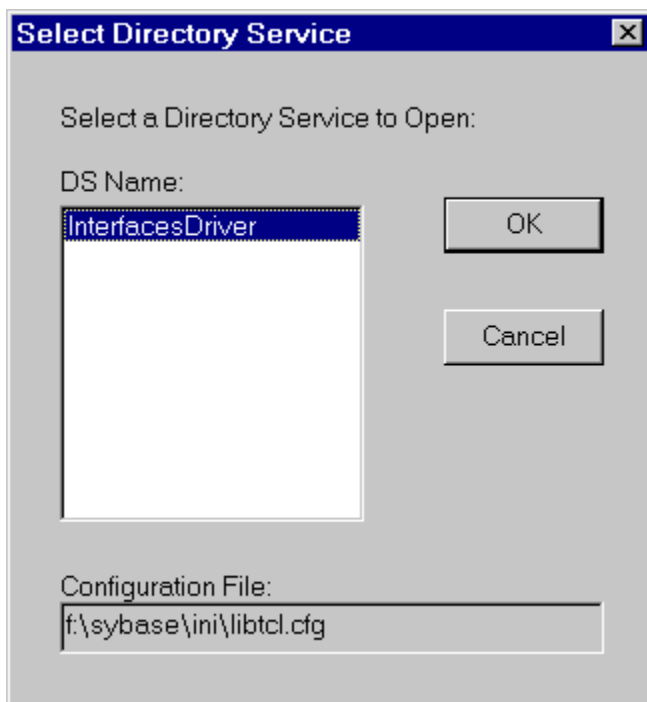 Select Directory Service
Select a Directory Service to Open:
DS Name:
InterfacesDriver
OK
Cancel
Configuration File:
f:\sybase\ini\libtcl.cfg